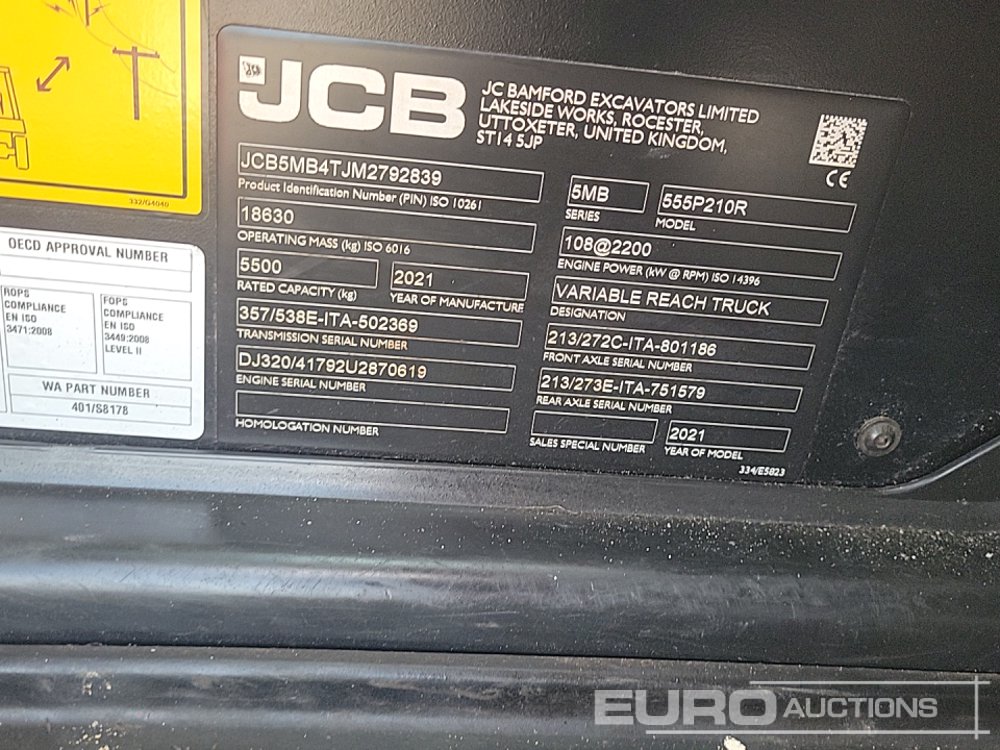 JCB
JC BAMFORD EXCAVATORS LIMITED
LAKESIDE WORKS, ROCESTER,
UTTOXETER, UNITED KINGDOM,
ST14 5JP
CE
JCB5MB4TJM2792839
Product Identification Number (PIN) ISO 10261
5MB
SERIES
555P210R
MODEL
18630
OPERATING MASS (kg) ISO 6016
108@2200
ENGINE POWER (kW @ RPM) ISO 14396
5500
RATED CAPACITY (kg)
2021
YEAR OF MANUFACTURE
VARIABLE REACH TRUCK
DESIGNATION
357/538E-ITA-502369
TRANSMISSION SERIAL NUMBER
213/272C-ITA-801186
FRONT AXLE SERIAL NUMBER
DJ320/41792U2870619
ENGINE SERIAL NUMBER
213/273E-ITA-751579
REAR AXLE SERIAL NUMBER
HOMOLOGATION NUMBER
SALES SPECIAL NUMBER
2021
YEAR OF MODEL
334/E5823
332/G4040
OECD APPROVAL NUMBER
ROPS
COMPLIANCE
EN ISO
3471:2008
FOPS
COMPLIANCE
EN ISO
3449:2008
LEVEL II
WA PART NUMBER
401/S8178
EURO AUCTIONS